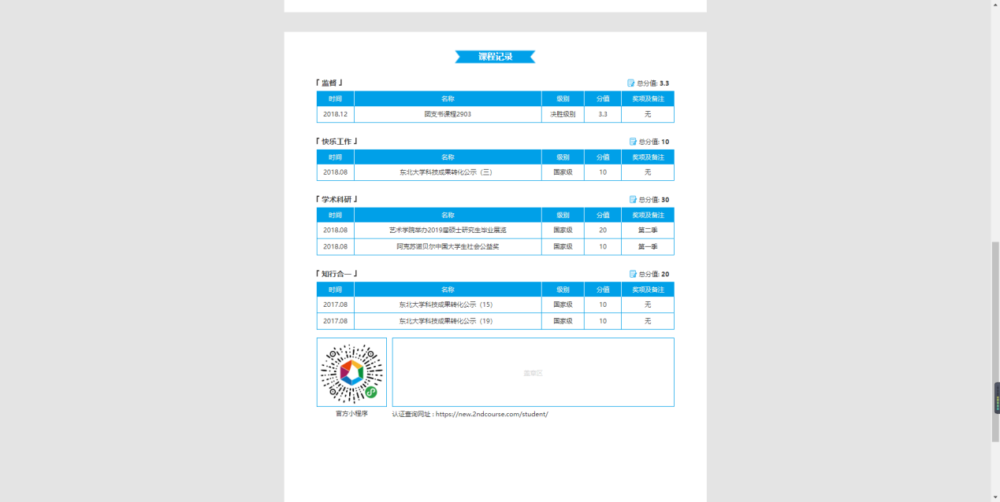 课程记录
「 监督 」 总分值: 3.3
时间 名称 级别 分值 奖项及备注
2018.12 团支书课程2903 决胜级别 3.3 无
「 快乐工作 」 总分值: 10
时间 名称 级别 分值 奖项及备注
2018.08 东北大学科技成果转化公示（三） 国家级 10 无
「 学术科研 」 总分值: 30
时间 名称 级别 分值 奖项及备注
2018.08 艺术学院举办2019届硕士研究生毕业展览 国家级 20 第二季
2018.08 阿克苏诺贝尔中国大学生社会公益奖 国家级 10 第一季
「 知行合一 」 总分值: 20
时间 名称 级别 分值 奖项及备注
2017.08 东北大学科技成果转化公示（15） 国家级 10 无
2017.08 东北大学科技成果转化公示（19） 国家级 10 无
盖章区
官方小程序 认证查询网址 : https://new.2ndcourse.com/student/